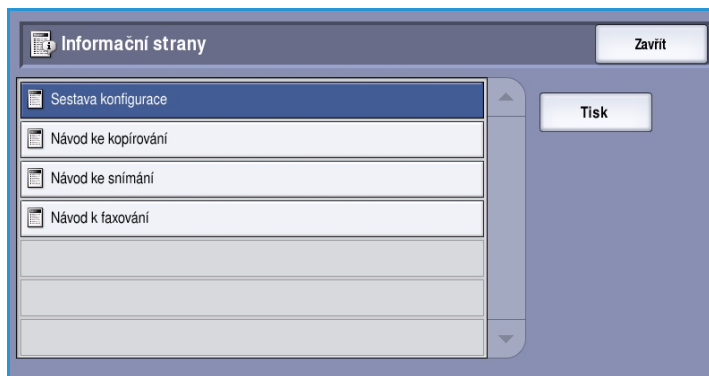 Informační strany
Zavřít
Sestava konfigurace
Tisk
Návod ke kopírování
Návod ke snímání
Návod k faxování